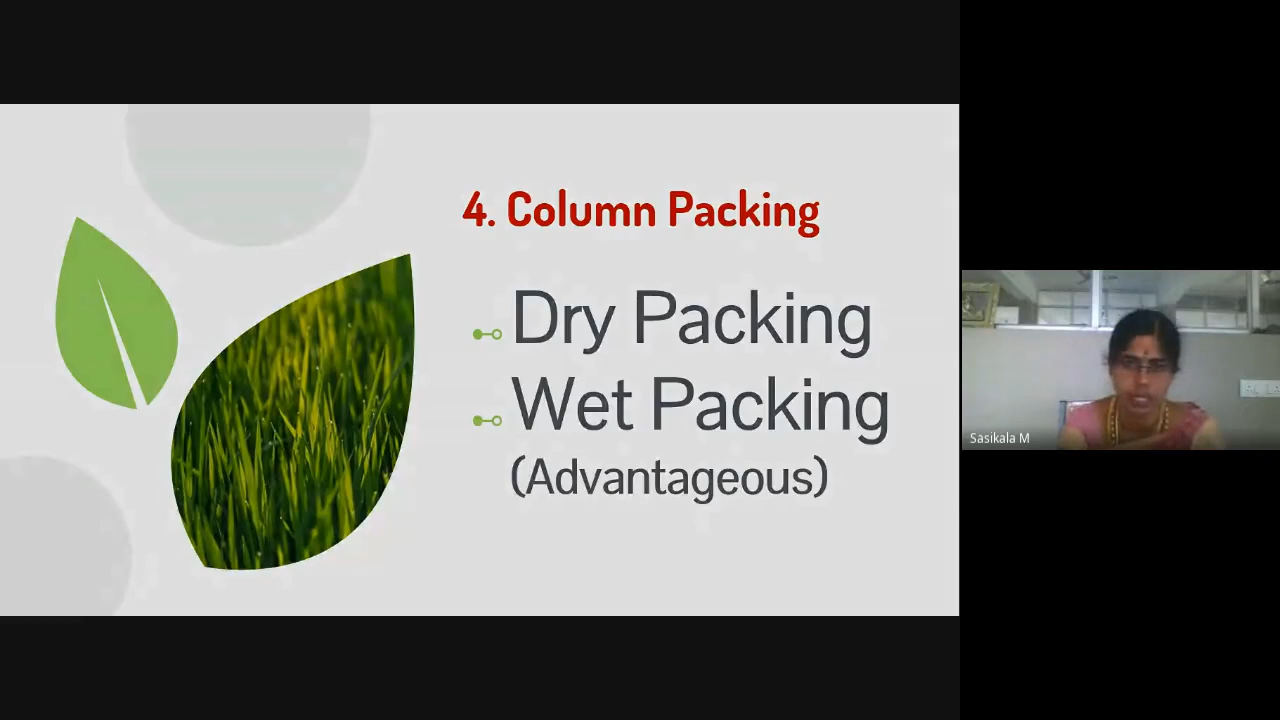 4. Column Packing
Dry Packing
Wet Packing
(Advantageous)
Sasikala M